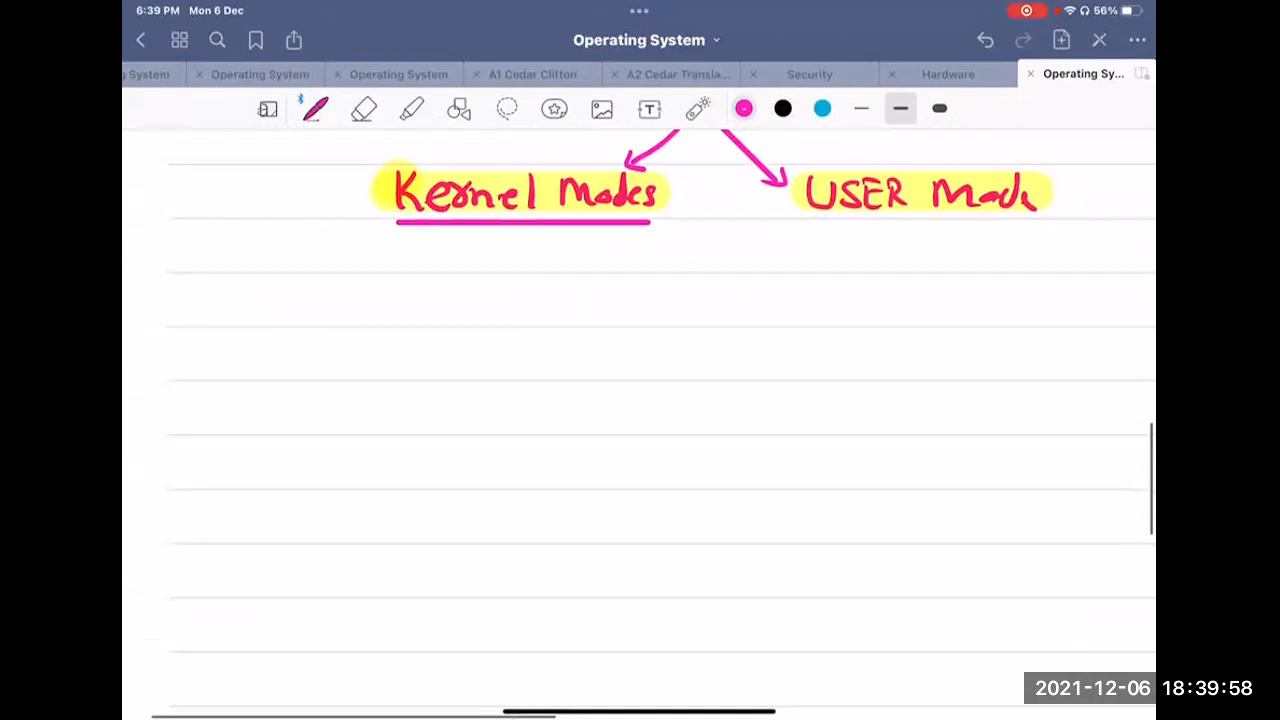 6:39 PM Mon 6 Dec
56%
Operating System
g System
Operating System
Operating System
A1 Cedar Clifton
A2 Cedar Transla...
Security
Hardware
Operating Sy...
T
Kernel Modes
USER Mode
2021-12-06 18:39:58